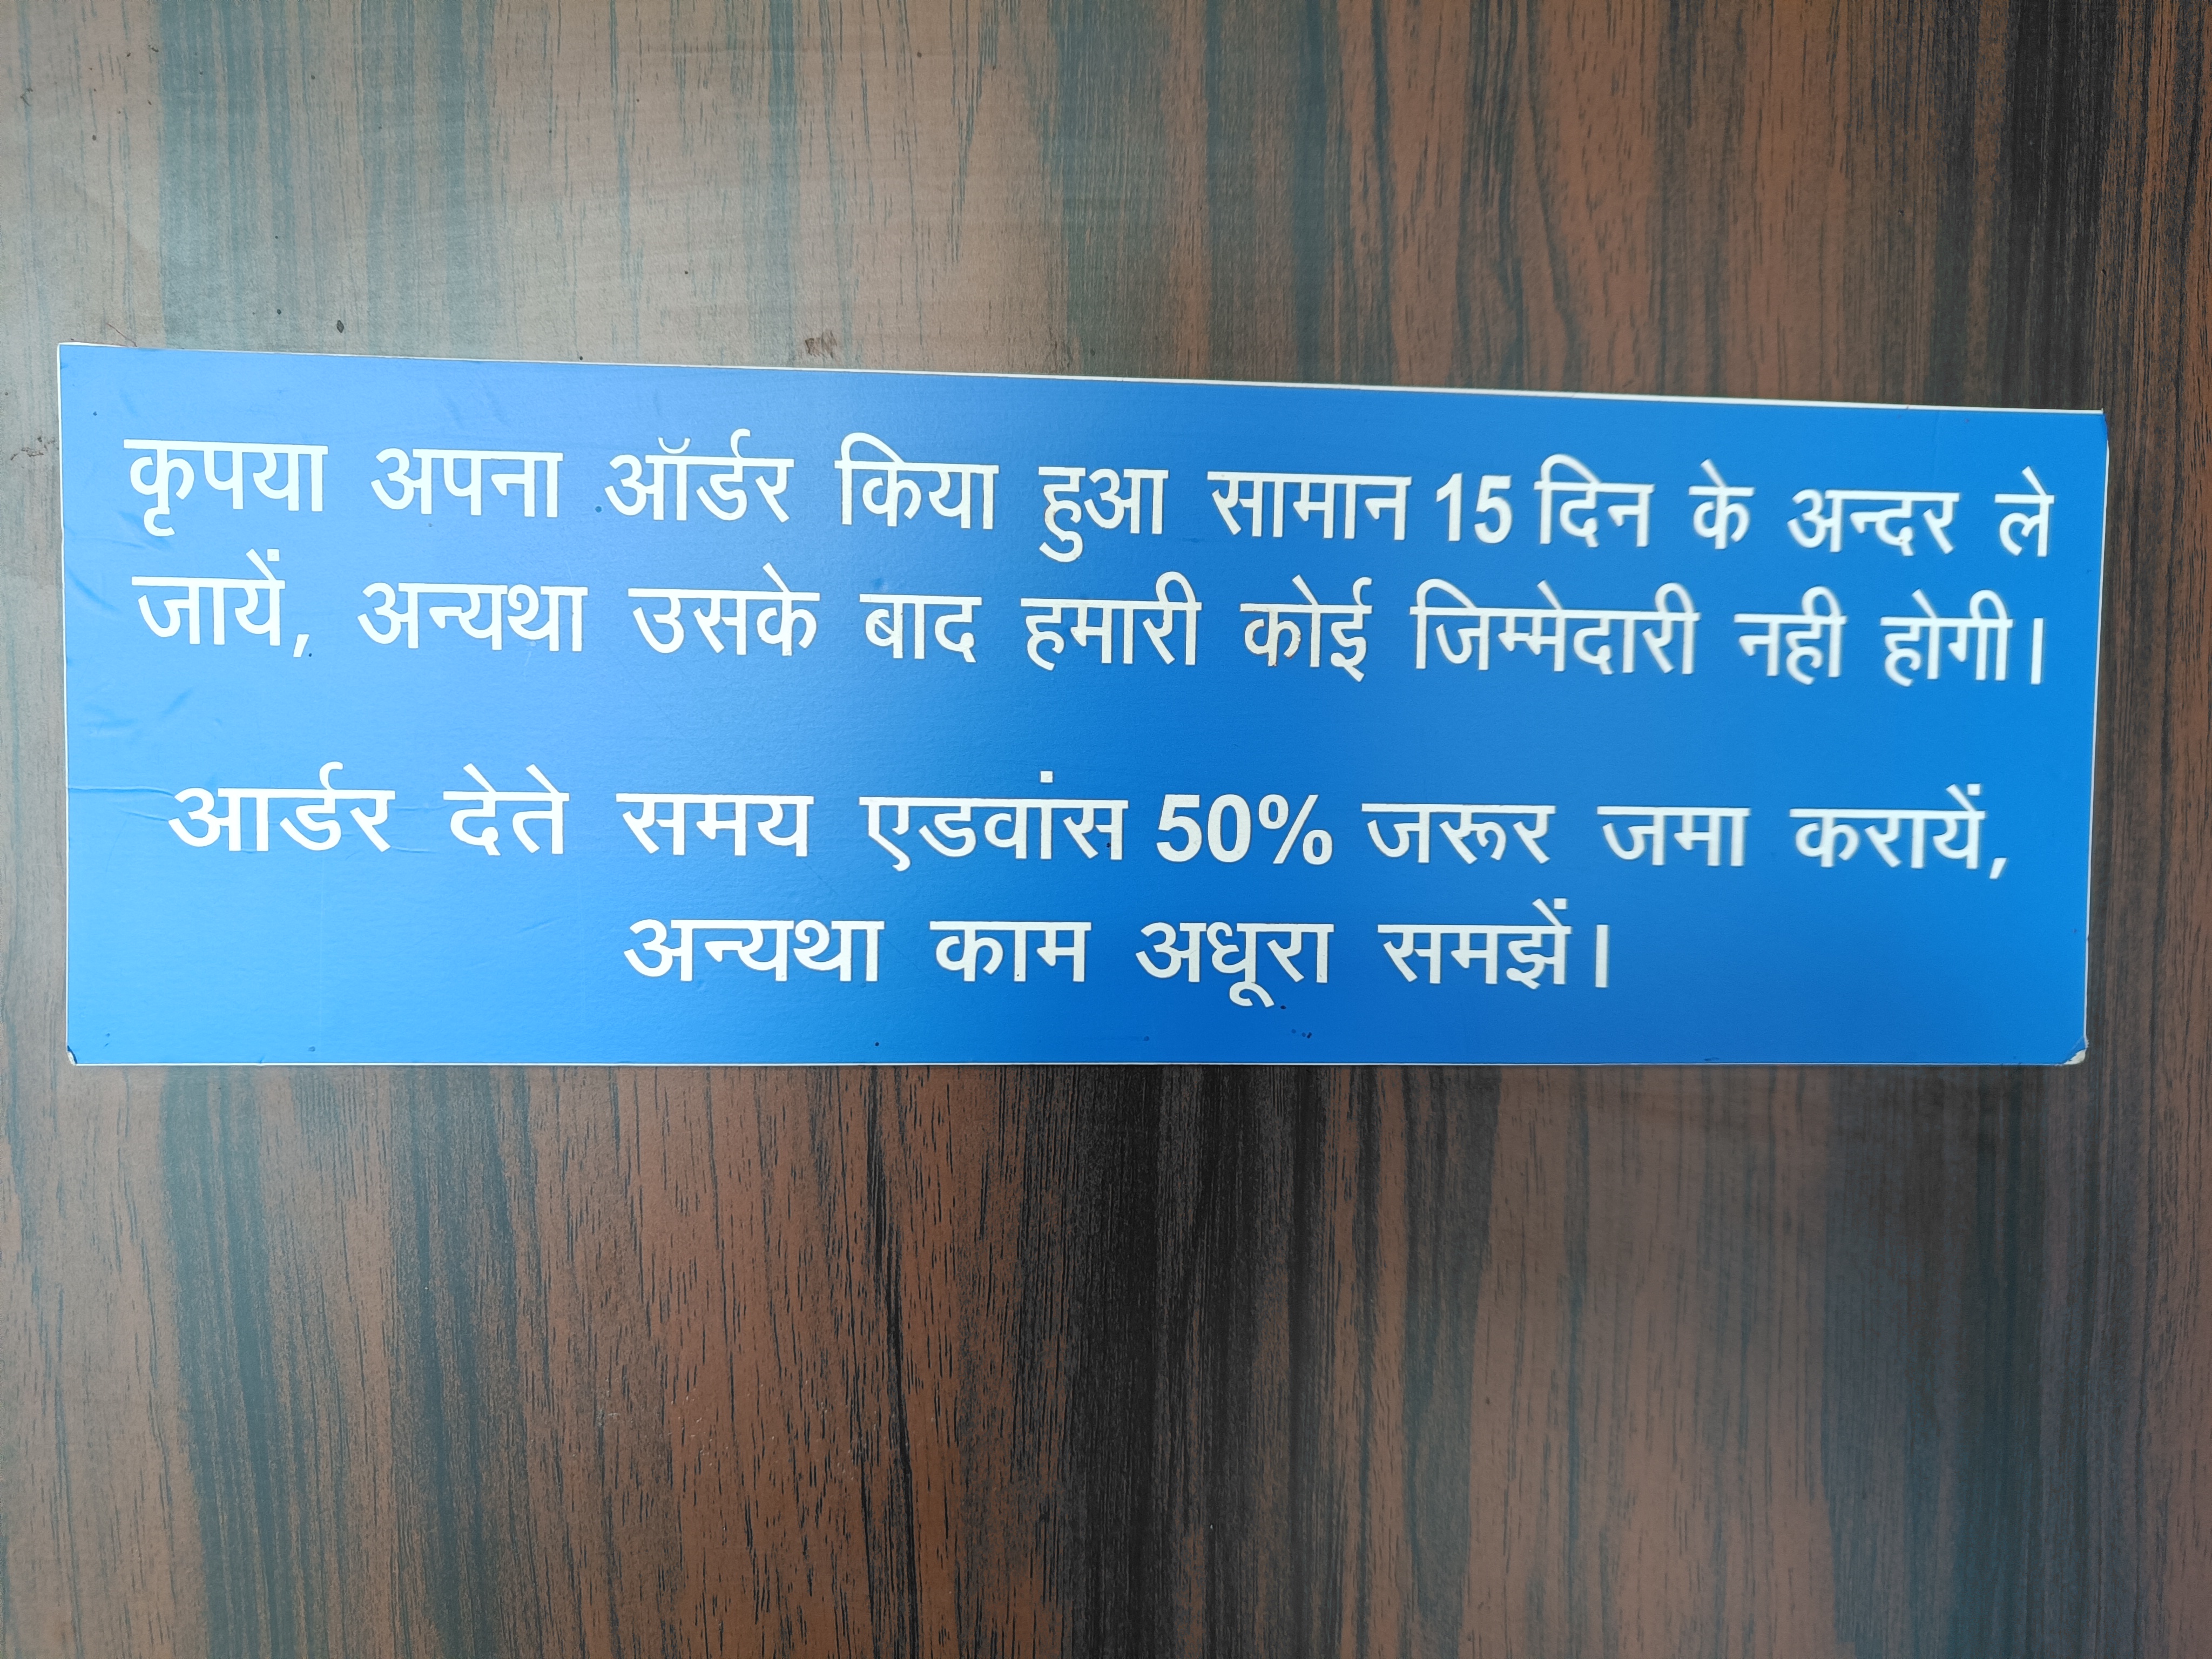 कृपया अपना ऑर्डर किया हुआ सामान 15 दिन के अन्दर ले
जायें, अन्यथा उसके बाद हमारी कोई जिम्मेदारी नही होगी।
आर्डर देते समय एडवांस 50% जरूर जमा करायें,
अन्यथा काम अधूरा समझें।